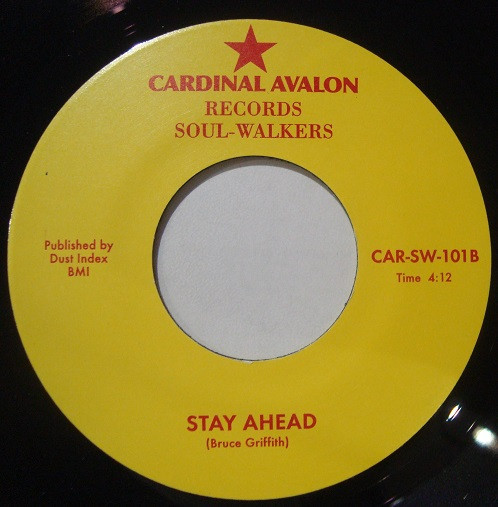 CARDINAL AVALON
RECORDS
SOUL-WALKERS
Published by
Dust Index
BMI
CAR-SW-101B
Time 4:12
STAY AHEAD
(Bruce Griffith)